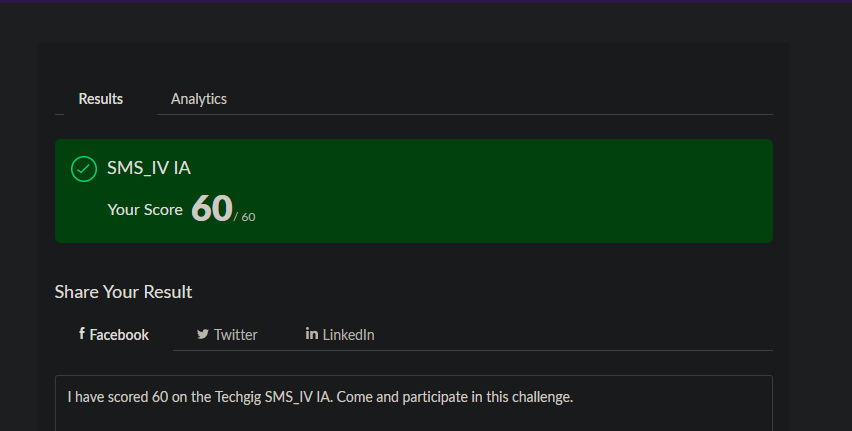 Results Analytics
SMS_IV IA
Your Score 60 / 60
Share Your Result
Facebook Twitter LinkedIn
I have scored 60 on the Techgig SMS_IV IA. Come and participate in this challenge.